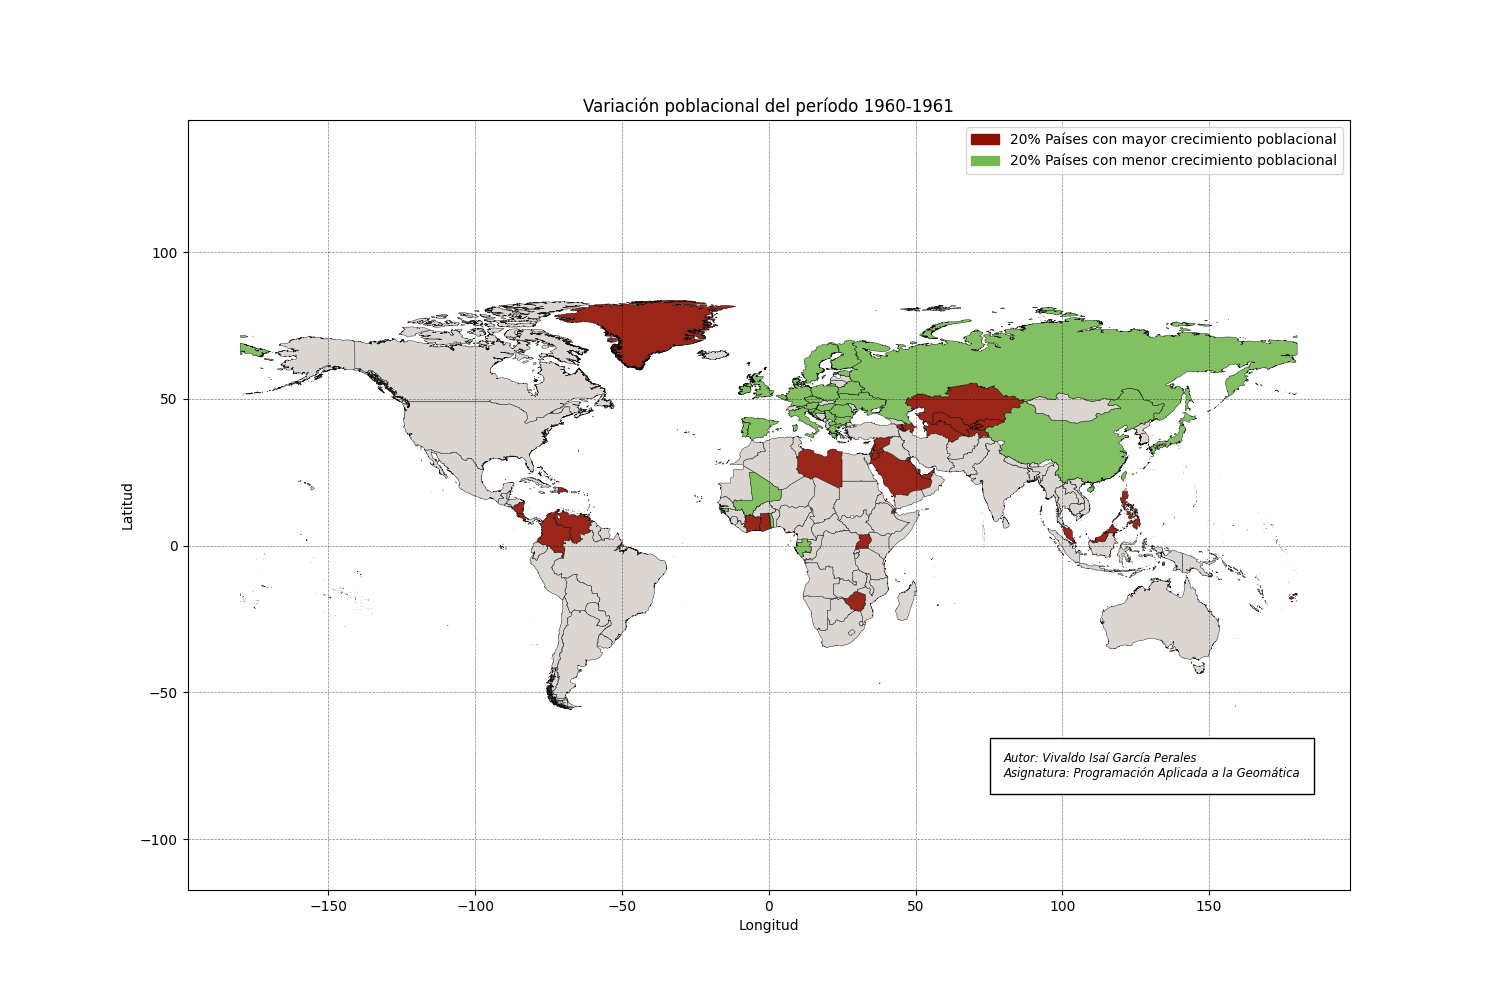 Variación poblacional del período 1960-1961
20% Países con mayor crecimiento poblacional
20% Países con menor crecimiento poblacional
100
50
0
−50
−100
Latitud
Autor: Vivaldo Isaí García Perales
Asignatura: Programación Aplicada a la Geomática
−150 −100 −50 0 50 100 150
Longitud